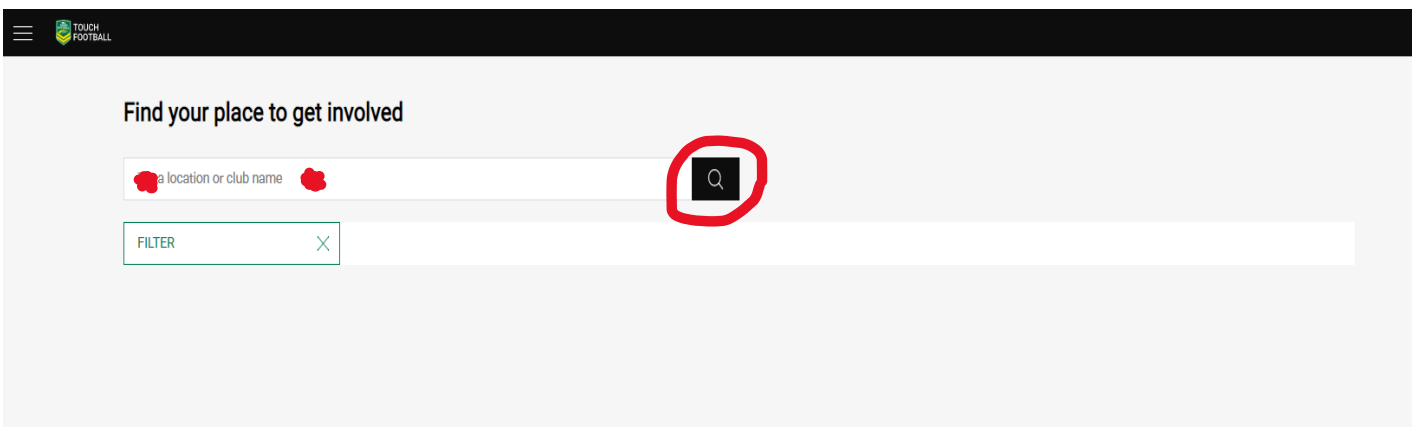 TOUCH
FOOTBALL
Find your place to get involved
a location or club name
FILTER